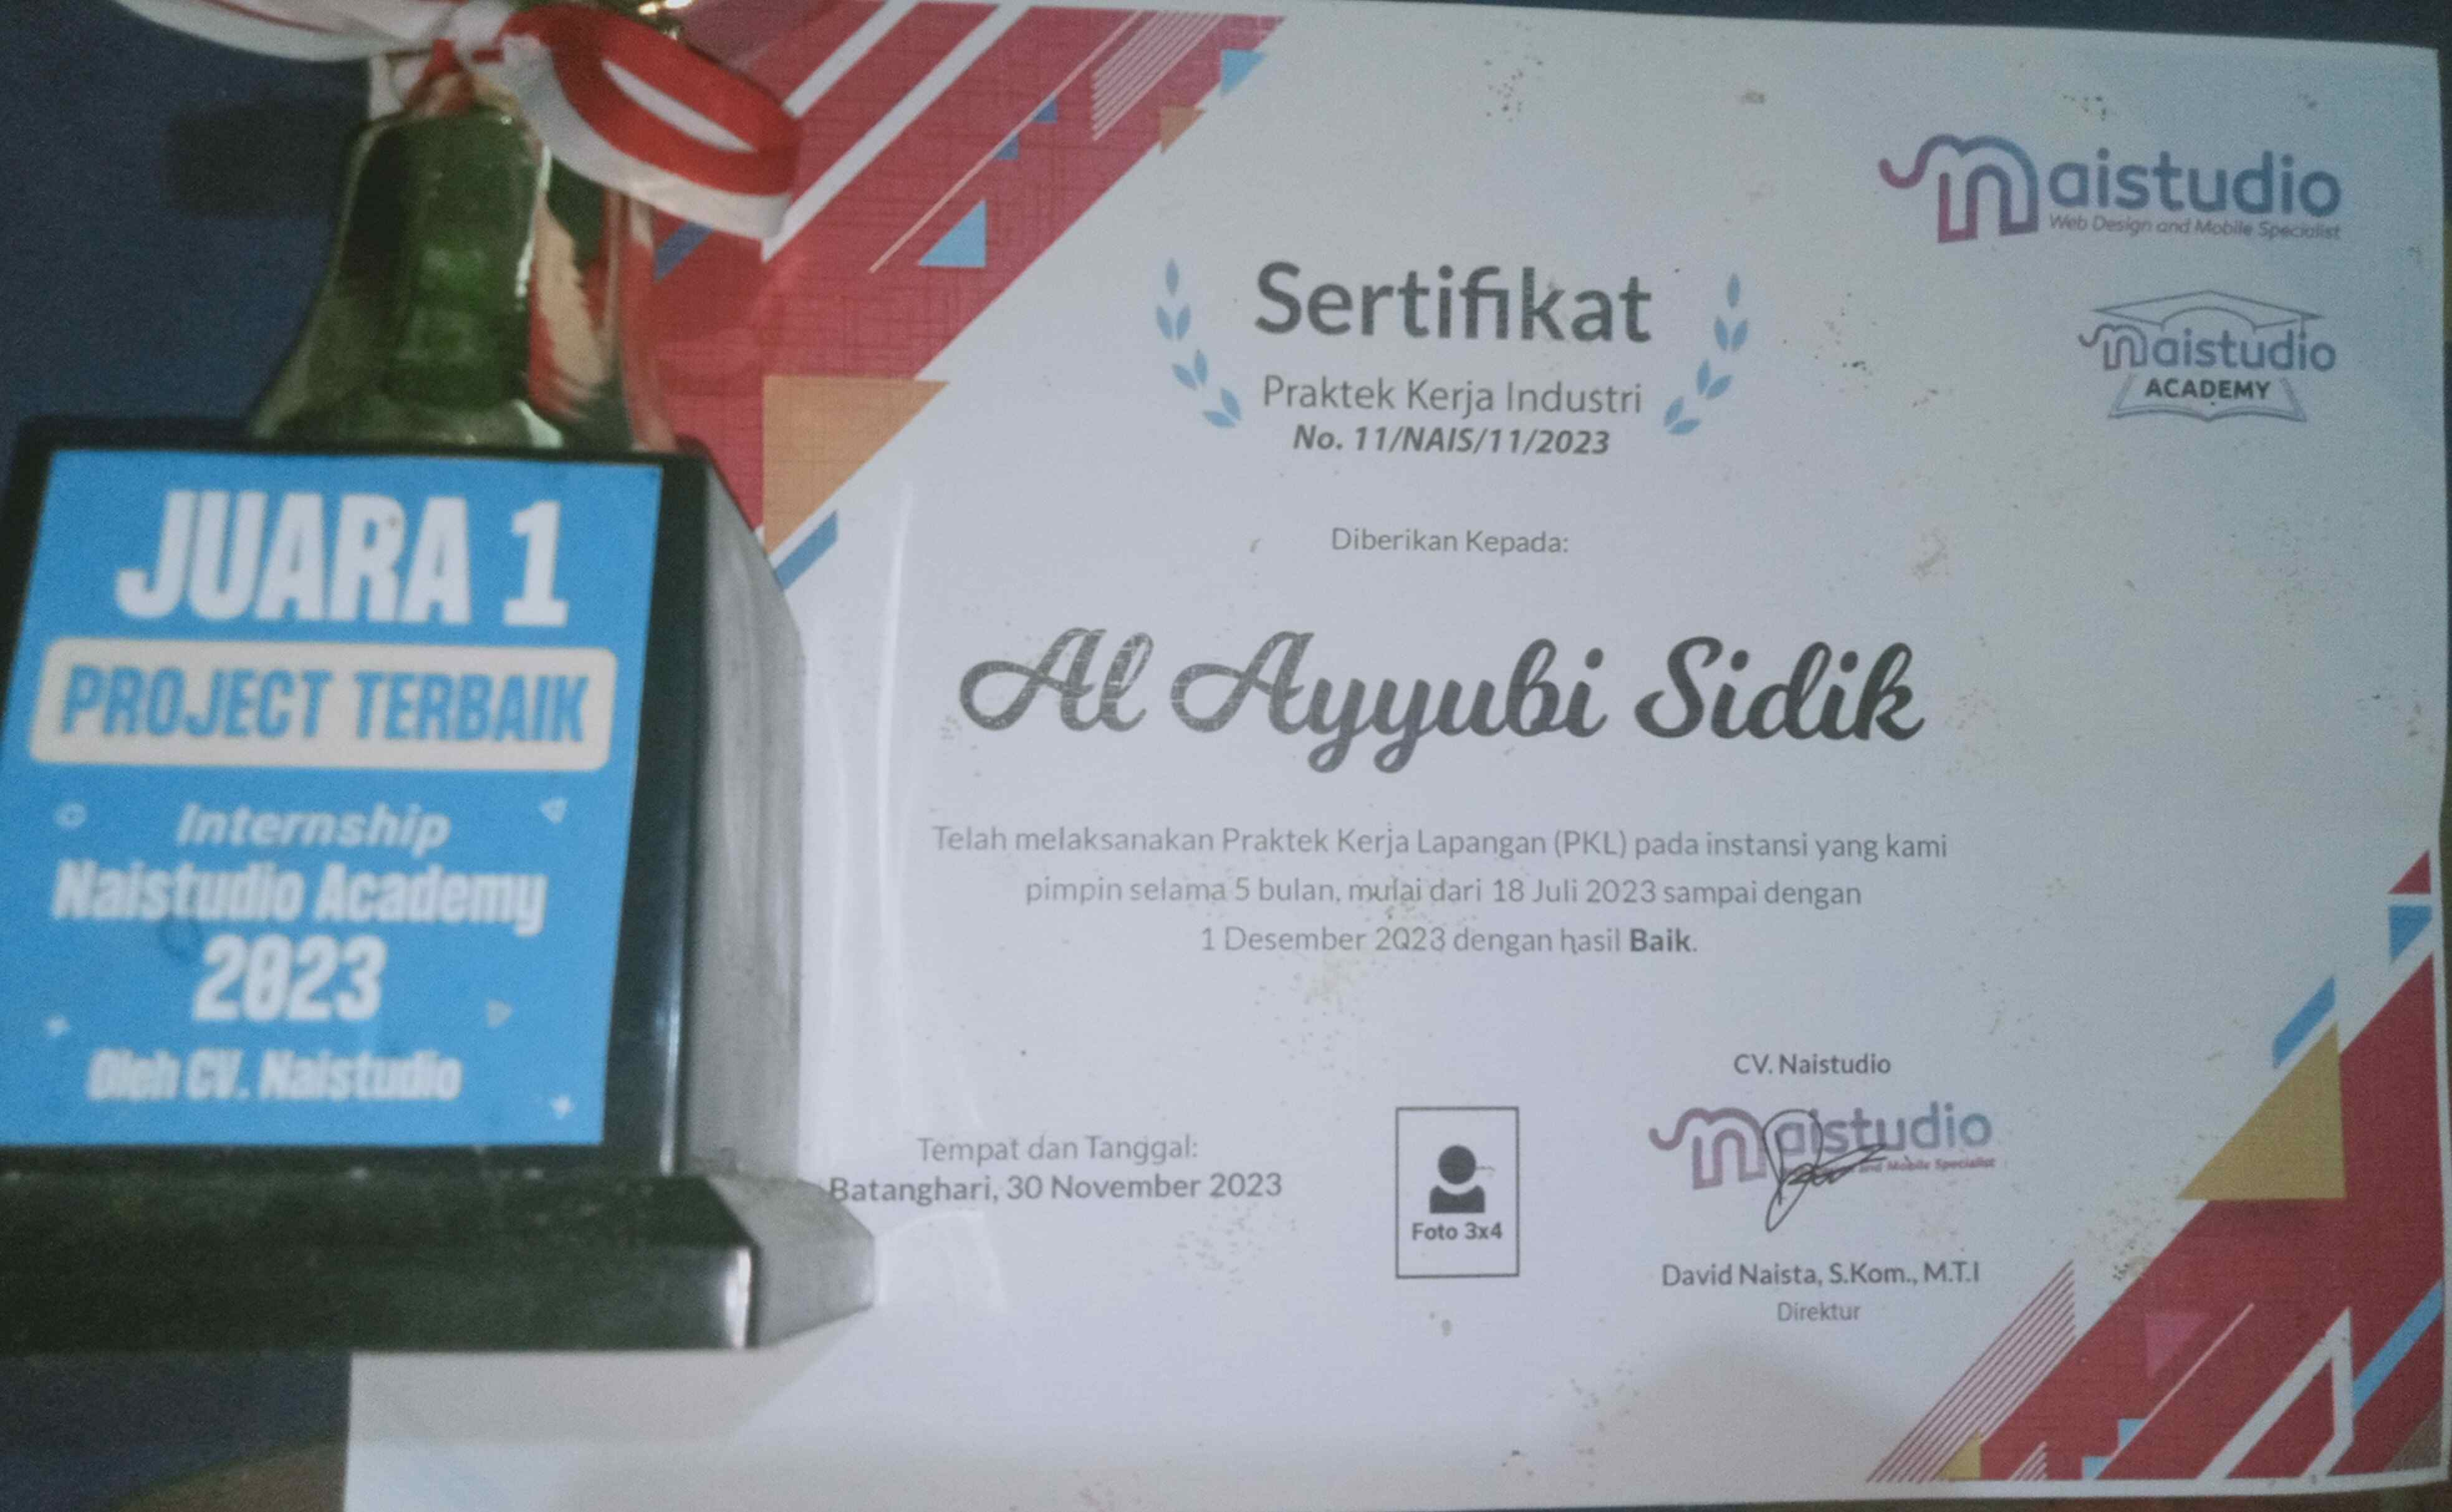 JUARA 1
PROJECT TERBAIK
Internship
Naistudio Academy
2023
Oleh CV. Naistudio
naistudio
Web Design and Mobile Specialist
naistudio
ACADEMY
Sertifikat
Praktek Kerja Industri
No. 11/NAIS/11/2023
Diberikan Kepada:
Al Ayyubi Sidik
Telah melaksanakan Praktek Kerja Lapangan (PKL) pada instansi yang kami
pimpin selama 5 bulan, mulai dari 18 Juli 2023 sampai dengan
1 Desember 2023 dengan hasil Baik.
Tempat dan Tanggal:
Batanghari, 30 November 2023
Foto 3x4
CV. Naistudio
naistudio
and Mobile Specialist
David Naista, S.Kom., M.T.I
Direktur